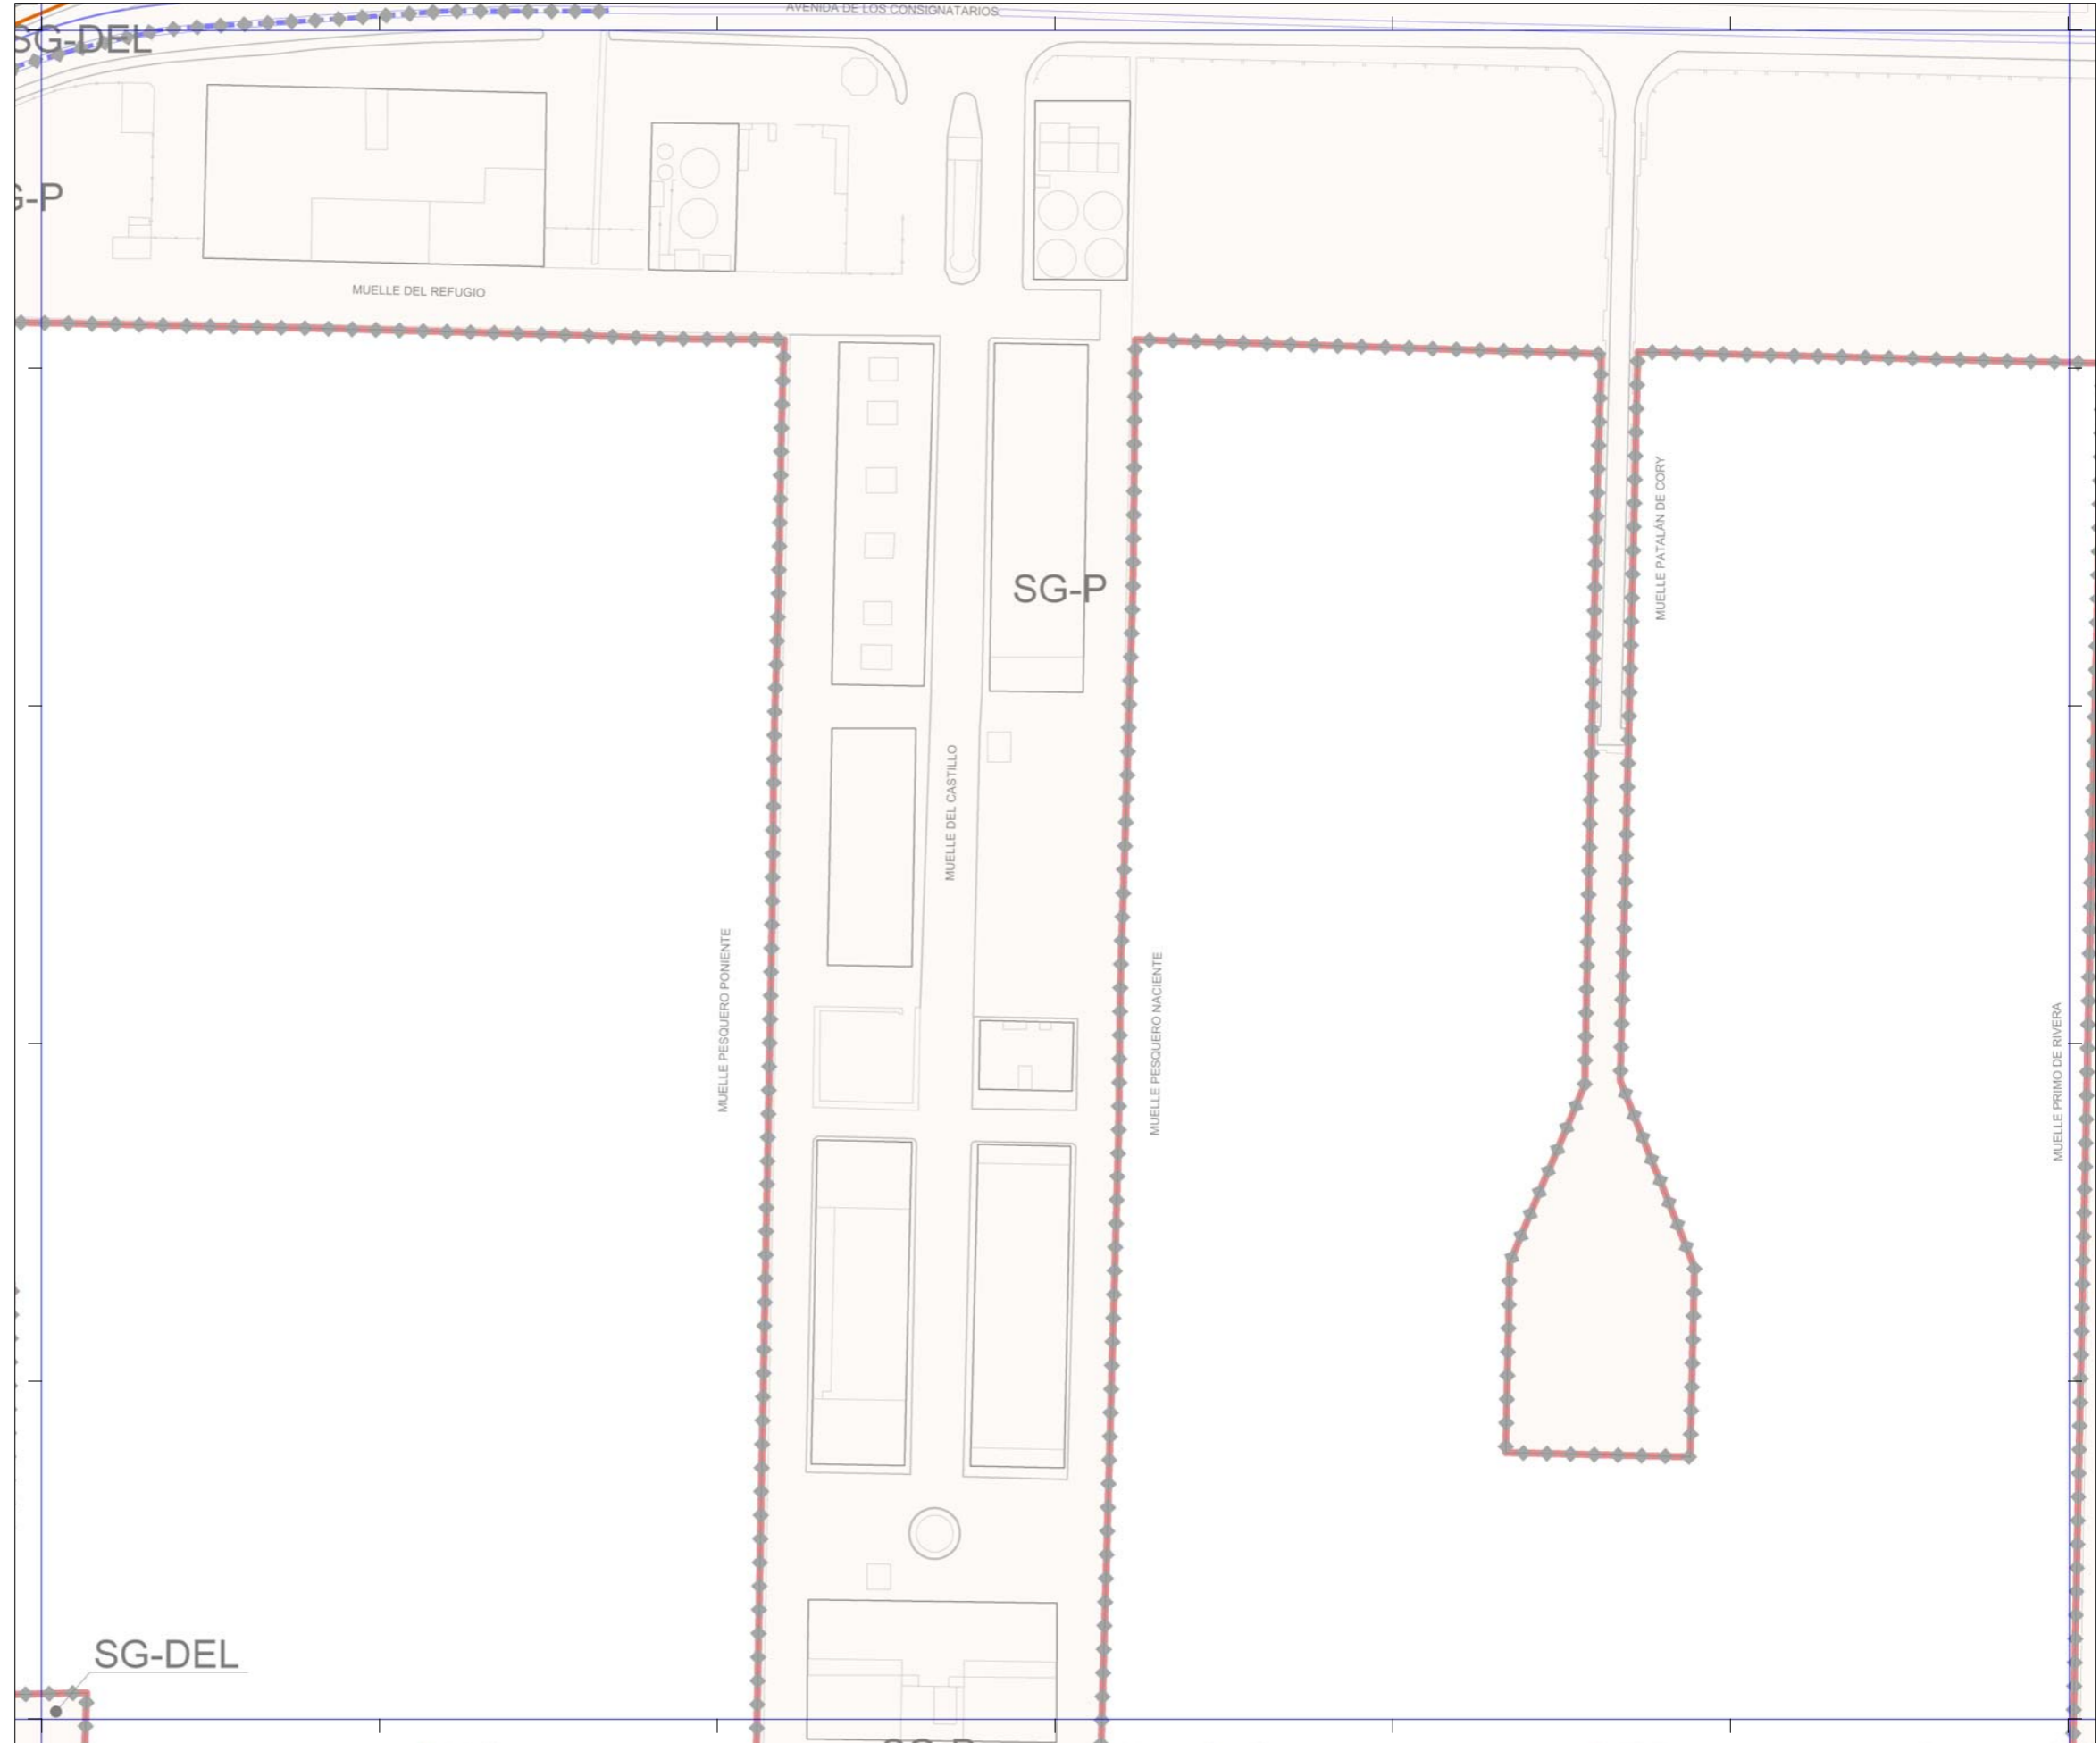 AVENIDA DE LOS CONSIGNATARIOS
SG-DEL
G-P
MUELLE DEL REFUGIO
SG-P
MUELLE PATALÁN DE CORY
MUELLE DEL CASTILLO
MUELLE PESQUERO PONIENTE
MUELLE PESQUERO NACIENTE
MUELLE PRIMO DE RIVERA
SG-DEL